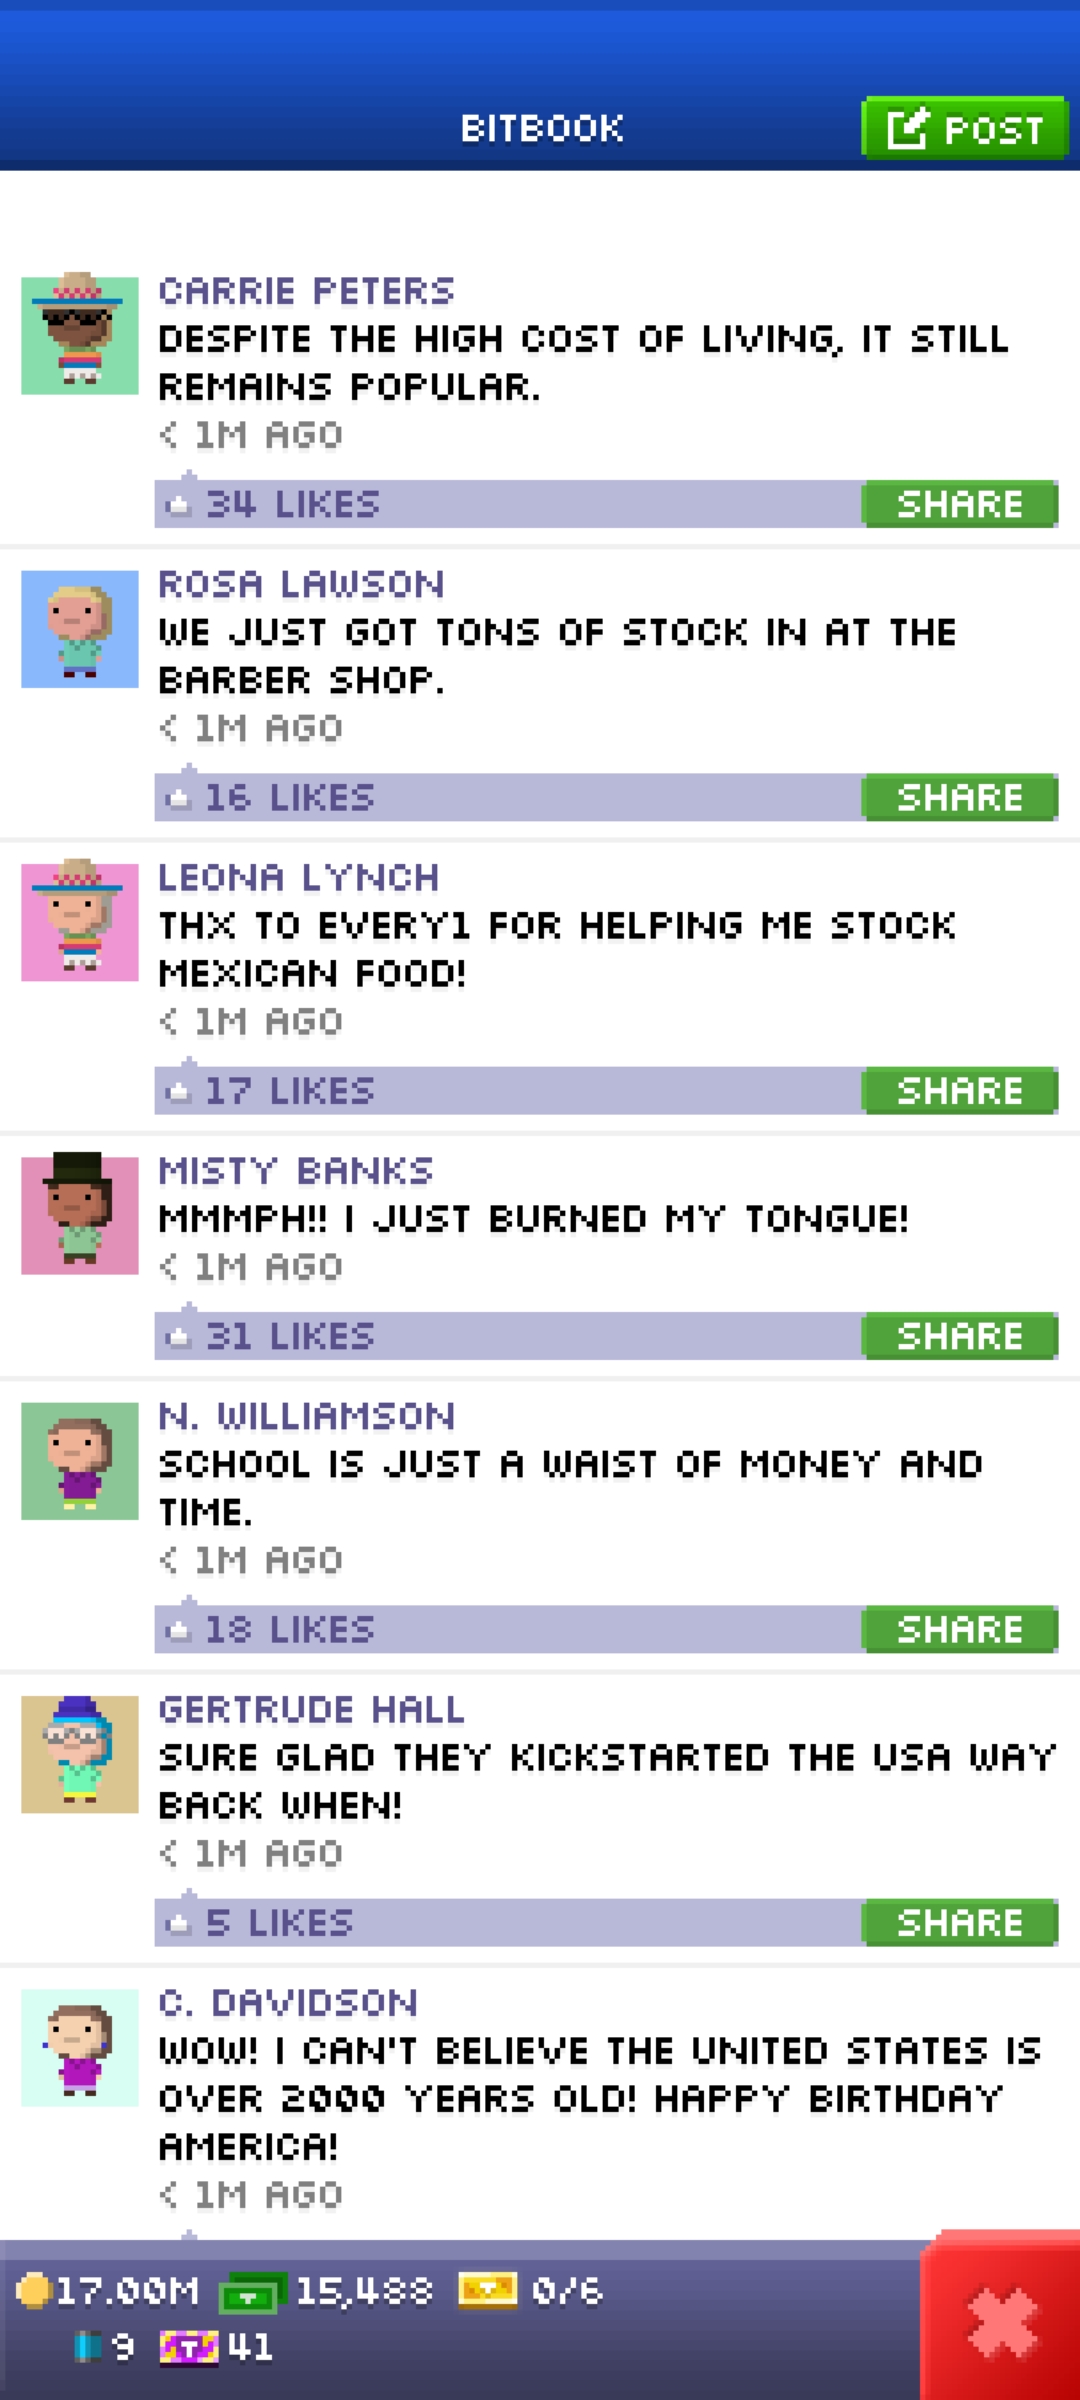 BITBOOK
POST
CARRIE PETERS
DESPITE THE HIGH COST OF LIVING, IT STILL
REMAINS POPULAR.
< 1M AGO
34 LIKES
SHARE
ROSA LAWSON
WE JUST GOT TONS OF STOCK IN AT THE
BARBER SHOP.
< 1M AGO
16 LIKES
SHARE
LEONA LYNCH
THX TO EVERY1 FOR HELPING ME STOCK
MEXICAN FOOD!
< 1M AGO
17 LIKES
SHARE
MISTY BANKS
MMMPH!! I JUST BURNED MY TONGUE!
< 1M AGO
31 LIKES
SHARE
N. WILLIAMSON
SCHOOL IS JUST A WAIST OF MONEY AND
TIME.
< 1M AGO
18 LIKES
SHARE
GERTRUDE HALL
SURE GLAD THEY KICKSTARTED THE USA WAY
BACK WHEN!
< 1M AGO
5 LIKES
SHARE
C. DAVIDSON
WOW! I CAN'T BELIEVE THE UNITED STATES IS
OVER 2000 YEARS OLD! HAPPY BIRTHDAY
AMERICA!
< 1M AGO
17.00M 15,488 0/6
9 41